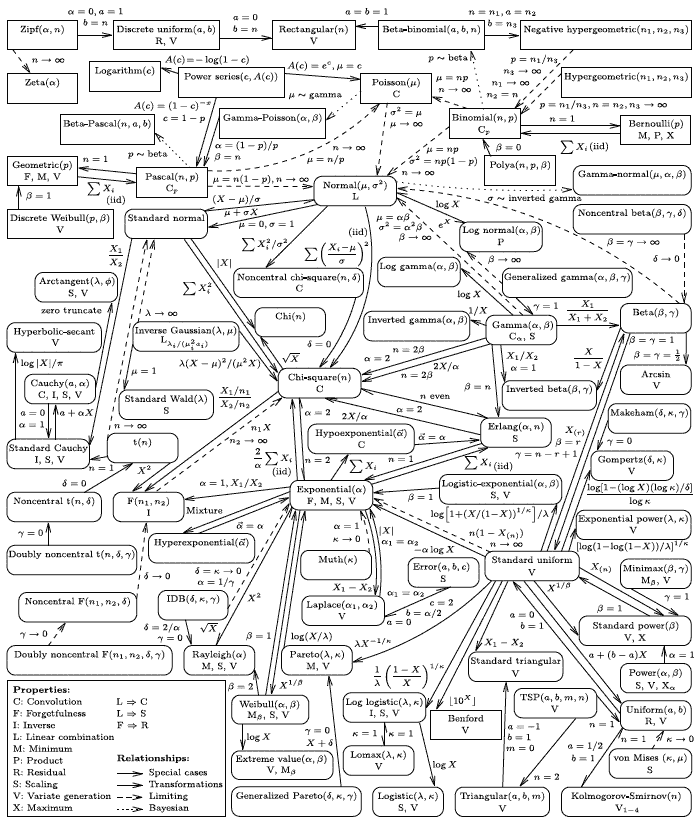 α = 0, a = 1
b = n
a = 0
b = n
a = b = 1
n = n₁, a = n₂
b = n₃
Zipf(α, n)
Discrete uniform(a, b)
R, V
Rectangular(n)
V
Beta-binomial(a, b, n)
Negative hypergeometric(n₁, n₂, n₃)
n → ∞
A(c) = −log(1 − c)
A(c) = eᶜ, μ = c
p ~ beta
p = n₁/n₃
n₃ → ∞
n₁ → ∞
n₂ = n
Zeta(α)
Logarithm(c)
Power series(c, A(c))
Poisson(μ)
C
μ = np
n → ∞
Hypergeometric(n₁, n₂, n₃)
A(c) = (1 − c)⁻ˣ
c = 1 − p
μ ~ gamma
p = n₁/n₃, n = n₂, n₃ → ∞
Beta-Pascal(n, a, b)
Gamma-Poisson(α, β)
σ² = μ
μ → ∞
Binomial(n, p)
Cₚ
n = 1
∑ Xᵢ (iid)
Bernoulli(p)
M, P, X
p ~ beta
α = (1 − p)/p
β = n
n → ∞
μ = n/p
μ = np
σ² = np(1 − p)
n → ∞
β = 0
Polya(n, p, β)
Geometric(p)
F, M, V
n = 1
∑ Xᵢ
(iid)
Pascal(n, p)
Cₚ
μ = n(1 − p), n → ∞
Normal(μ, σ²)
L
Gamma-normal(μ, α, β)
σ ~ inverted gamma
β = 1
(X − μ)/σ
μ + σX
μ = 0, σ = 1
log X
eˣ
Discrete Weibull(p, β)
V
Standard normal
∑ Xᵢ²/σ²
∑ (Xᵢ−μ / σ)²
(iid)
μ = αβ
σ² = α²β
β → ∞
Log normal(α, β)
P
Noncentral beta(β, γ, δ)
β = γ → ∞
δ → 0
X₁
X₂
|X|
∑ Xᵢ²
Noncentral chi-square(n, δ)
C
Log gamma(α, β)
Generalized gamma(α, β, γ)
Arctangent(λ, φ)
S, V
zero truncate
λ → ∞
Chi(n)
log X
1/X
γ = 1
X₁
X₁ + X₂
Beta(β, γ)
Hyperbolic-secant
V
Inverse Gaussian(λ, μ)
Inverted gamma(α, β)
Gamma(α, β)
Cα, S
δ = 0
√X
α = 2
n = 2β
n = 2β
2X/α
X₁/X₂
α = 1
X
1 − X
β = γ = 1
β = γ = 1/2
log |X|/π
λ(X − μ)²/(μ²X)
Cauchy(a, α)
C, I, S, V
μ = 1
Chi-square(n)
C
α = 2
β = n
Inverted beta(β, γ)
Arcsin
V
a = 0
α = 1
a + αX
Standard Wald(λ)
S
X₁/n₁
X₂/n₂
n even
Makeham(δ, κ, γ)
Standard Cauchy
I, S, V
n → ∞
t(n)
n = 1
n₁X
n₂ → ∞
α = 2
2X/α
Hypoexponential(α⃗)
C
α⃗ = α
Erlang(α, n)
S
X₍ᵣ₎
β = r
γ = n − r + 1
γ = 0
δ = 0
X²
2
α
∑ Xᵢ
(iid)
n = 2
∑ Xᵢ
n = 1
∑ Xᵢ (iid)
Gompertz(δ, κ)
V
Noncentral t(n, δ)
F(n₁, n₂)
I
α = 1, X₁/X₂
Mixture
Exponential(α)
F, M, S, V
β = 1
Logistic-exponential(α, β)
S, V
log[1−(log X)(log κ)/δ]
log κ
γ = 0
α⃗ = α
α = 1
κ → 0
|X|
α₁ = α₂
log[1+(X/(1−X))^(1/κ)]/λ
n(1 − X₍ₙ₎)
n → ∞
Exponential power(λ, κ)
V
Doubly noncentral t(n, δ, γ)
Hyperexponential(α⃗)
−α log X
[log(1−log(1−X))/λ]^(1/κ)
δ → 0
δ = κ → 0
α = 1/γ
Muth(κ)
Error(a, b, c)
S
Standard uniform
V
X₍ₙ₎
Minimax(β, γ)
Mβ, V
Noncentral F(n₁, n₂, δ)
IDB(δ, κ, γ)
X²
X₁ − X₂
α₁ = α₂
c = 2
X^(1/β)
γ = 1
β = 1
Laplace(α₁, α₂)
V
a = 0
b = α/2
γ → 0
δ = 2/α
γ = 0
√X
β = 1
log(X/λ)
λX^(−1/κ)
a = 0
b = 1
Standard power(β)
V, X
Doubly noncentral F(n₁, n₂, δ, γ)
Rayleigh(α)
M, S, V
Pareto(λ, κ)
M, V
X₁ − X₂
Standard triangular
V
a + (b − a)X
α = 1
1
λ
(1 − X / X)^(1/κ)
Power(α, β)
S, V, Xα
β = 2
X^(1/β)
Properties:
C: Convolution
F: Forgetfulness
I: Inverse
L: Linear combination
M: Minimum
P: Product
R: Residual
S: Scaling
V: Variate generation
X: Maximum
L ⇒ C
L ⇒ S
F ⇒ R
Relationships:
Special cases
Transformations
Limiting
Bayesian
Weibull(α, β)
Mβ, S, V
γ = 0
X + δ
Log logistic(λ, κ)
I, S, V
⌊10ˣ⌋
Benford
V
TSP(a, b, m, n)
V
n = 1
Uniform(a, b)
R, V
log X
κ = 1
κ = 1
a = −1
b = 1
m = 0
a = 1/2
b = 1
n = 1
κ → 0
Extreme value(α, β)
V, Mβ
Lomax(λ, κ)
V
log X
n = 2
von Mises (κ, μ)
S
Generalized Pareto(δ, κ, γ)
Logistic(λ, κ)
S, V
Triangular(a, b, m)
V
Kolmogorov-Smirnov(n)
V₁₋₄